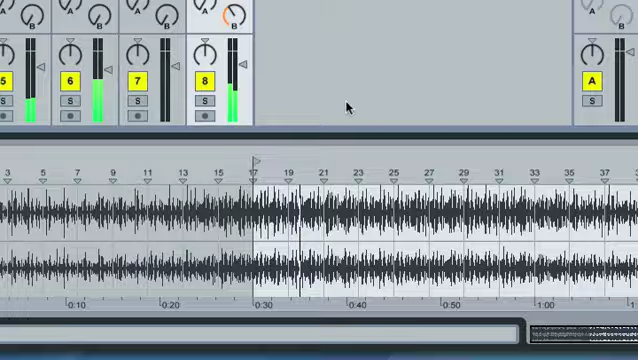 A A A A A
B B B B B
5 6 7 8 A
S S S S S
3 5 7 9 11 13 15 17 19 21 23 25 27 29 31 33 35 37
0:10 0:20 0:30 0:40 0:50 1:00